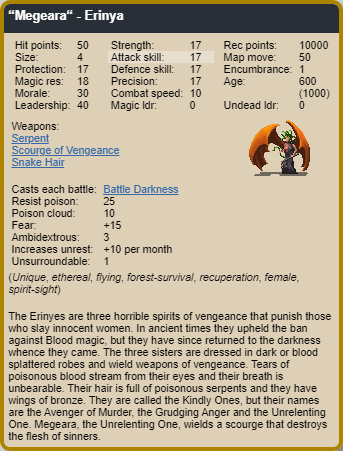 “Megeara“ - Erinya
Hit points: 50 Strength: 17 Rec points: 10000
Size: 4 Attack skill: 17 Map move: 50
Protection: 17 Defence skill: 17 Encumbrance: 1
Magic res: 18 Precision: 17 Age: 600
Morale: 30 Combat speed: 10 (1000)
Leadership: 40 Magic ldr: 0 Undead ldr: 0
Weapons:
Serpent
Scourge of Vengeance
Snake Hair
Casts each battle: Battle Darkness
Resist poison: 25
Poison cloud: 10
Fear: +15
Ambidextrous: 3
Increases unrest: +10 per month
Unsurroundable: 1
(Unique, ethereal, flying, forest-survival, recuperation, female,
spirit-sight)
The Erinyes are three horrible spirits of vengeance that punish those
who slay innocent women. In ancient times they upheld the ban
against Blood magic, but they have since returned to the darkness
whence they came. The three sisters are dressed in dark or blood
splattered robes and wield weapons of vengeance. Tears of
poisonous blood stream from their eyes and their breath is
unbearable. Their hair is full of poisonous serpents and they have
wings of bronze. They are called the Kindly Ones, but their names
are the Avenger of Murder, the Grudging Anger and the Unrelenting
One. Megeara, the Unrelenting One, wields a scourge that destroys
the flesh of sinners.